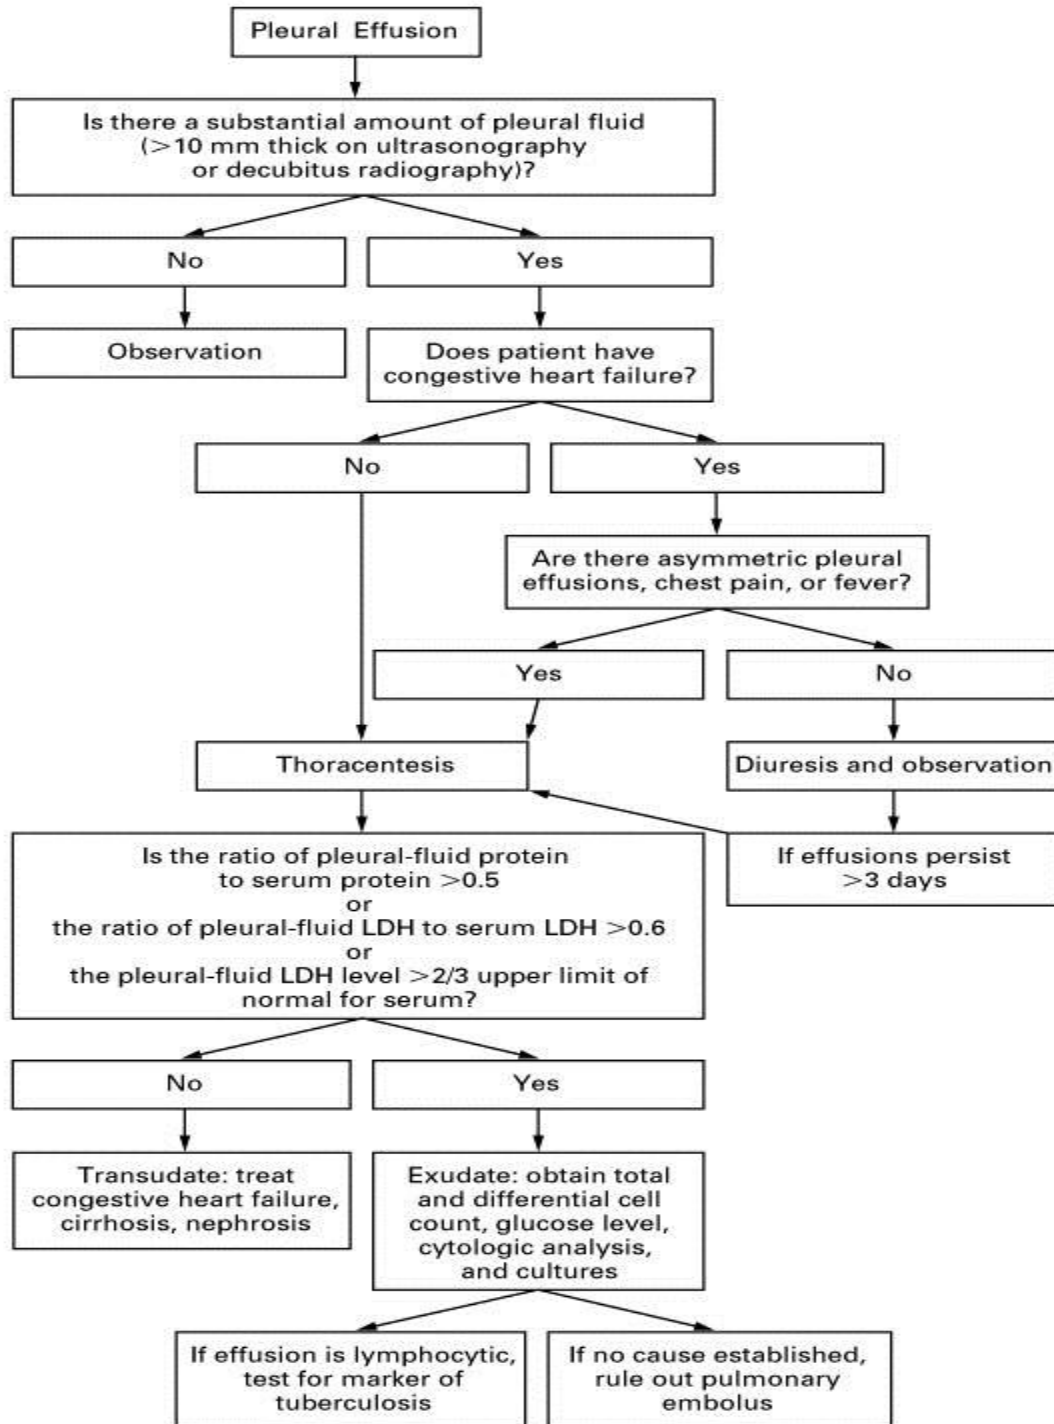 Pleural Effusion
Is there a substantial amount of pleural fluid
(>10 mm thick on ultrasonography
or decubitus radiography)?
No
Yes
Observation
Does patient have
congestive heart failure?
No
Yes
Are there asymmetric pleural
effusions, chest pain, or fever?
Yes
No
Thoracentesis
Diuresis and observation
Is the ratio of pleural-fluid protein
to serum protein >0.5
or
the ratio of pleural-fluid LDH to serum LDH >0.6
or
the pleural-fluid LDH level >2/3 upper limit of
normal for serum?
If effusions persist
>3 days
No
Yes
Transudate: treat
congestive heart failure,
cirrhosis, nephrosis
Exudate: obtain total
and differential cell
count, glucose level,
cytologic analysis,
and cultures
If effusion is lymphocytic,
test for marker of
tuberculosis
If no cause established,
rule out pulmonary
embolus